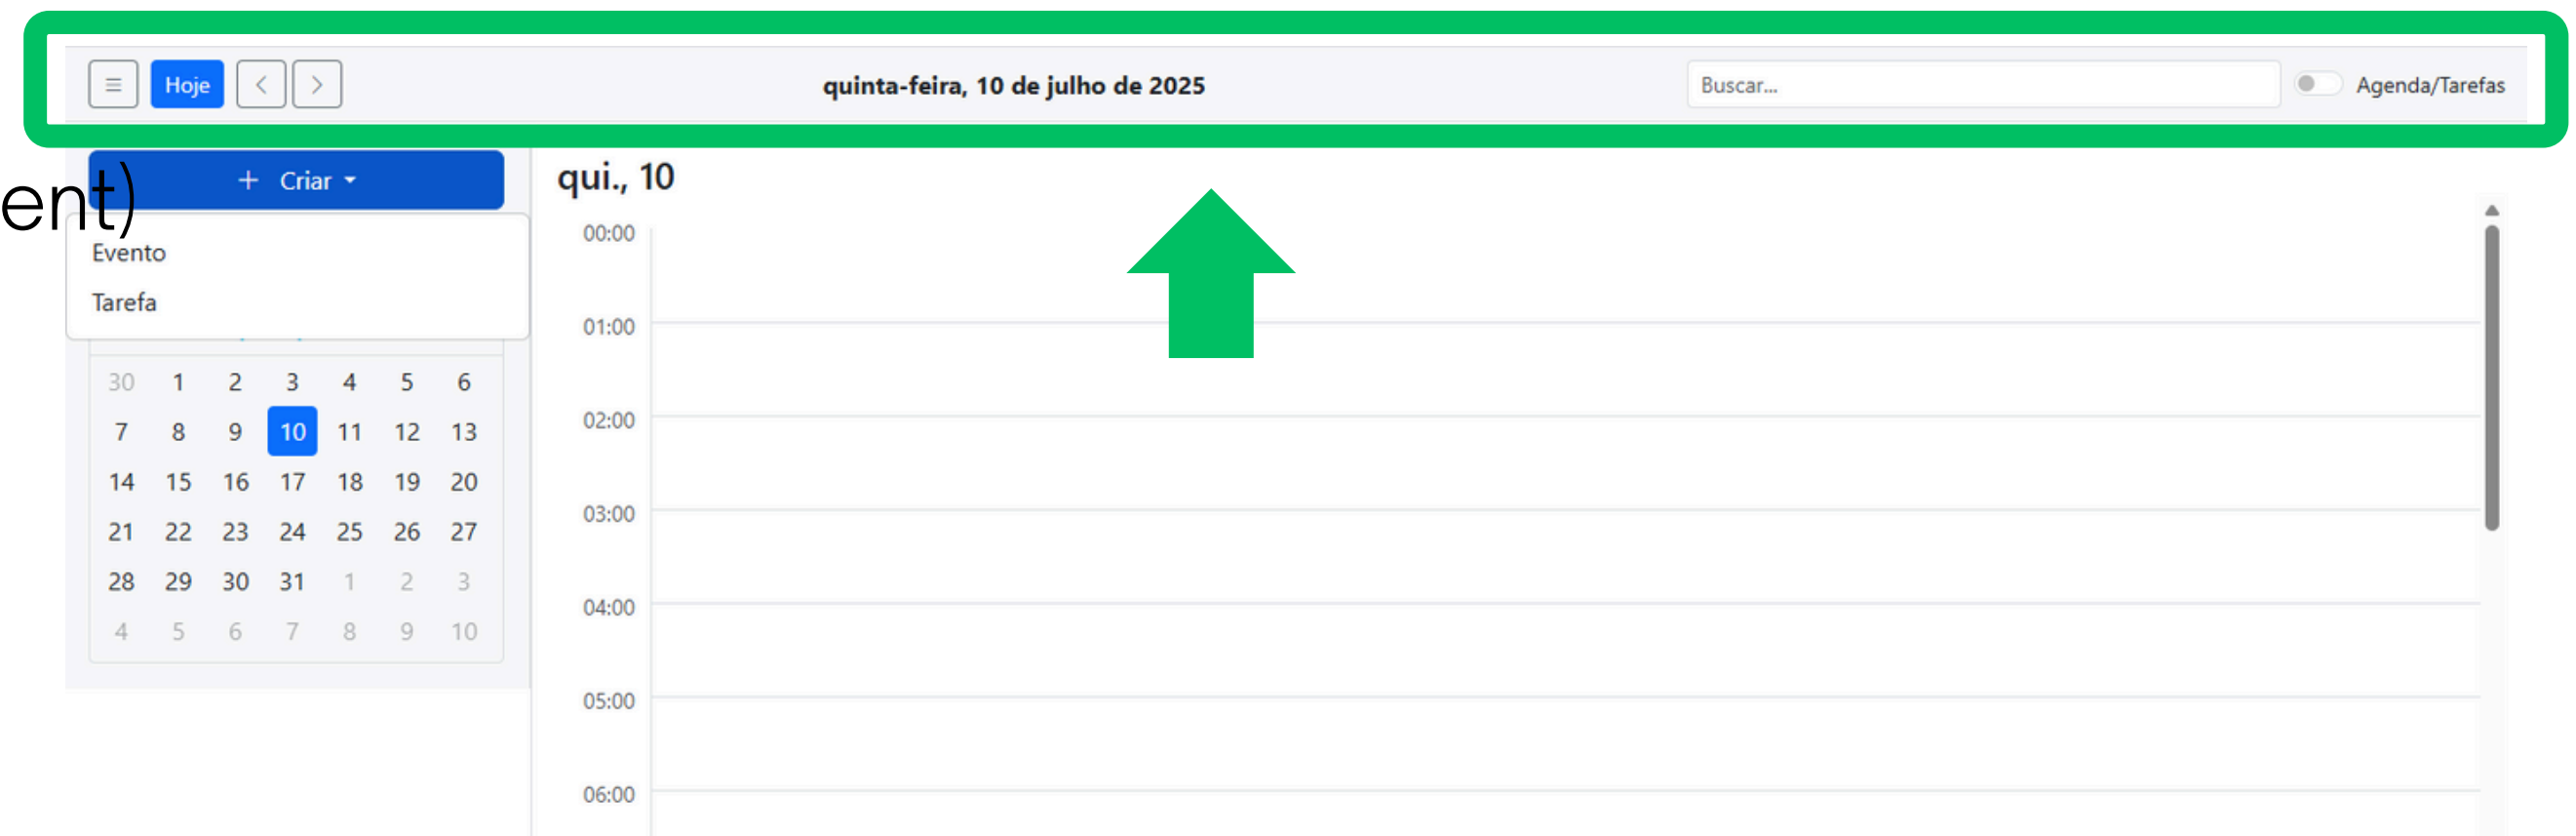 Hoje
quinta-feira, 10 de julho de 2025
Buscar...
Agenda/Tarefas
ent)
+ Criar
Evento
Tarefa
30 1 2 3 4 5 6
7 8 9 10 11 12 13
14 15 16 17 18 19 20
21 22 23 24 25 26 27
28 29 30 31 1 2 3
4 5 6 7 8 9 10
qui., 10
00:00
01:00
02:00
03:00
04:00
05:00
06:00